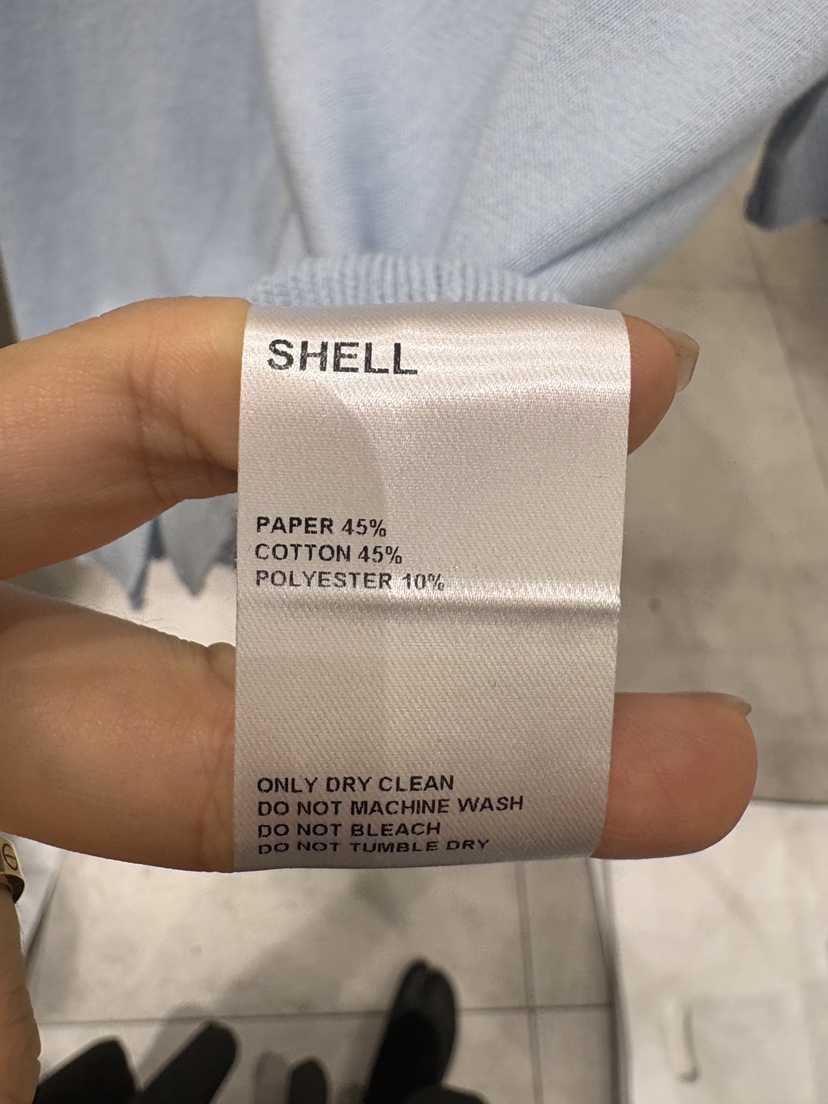 SHELL
PAPER 45%
COTTON 45%
POLYESTER 10%
ONLY DRY CLEAN
DO NOT MACHINE WASH
DO NOT BLEACH
DO NOT TUMBLE DRY